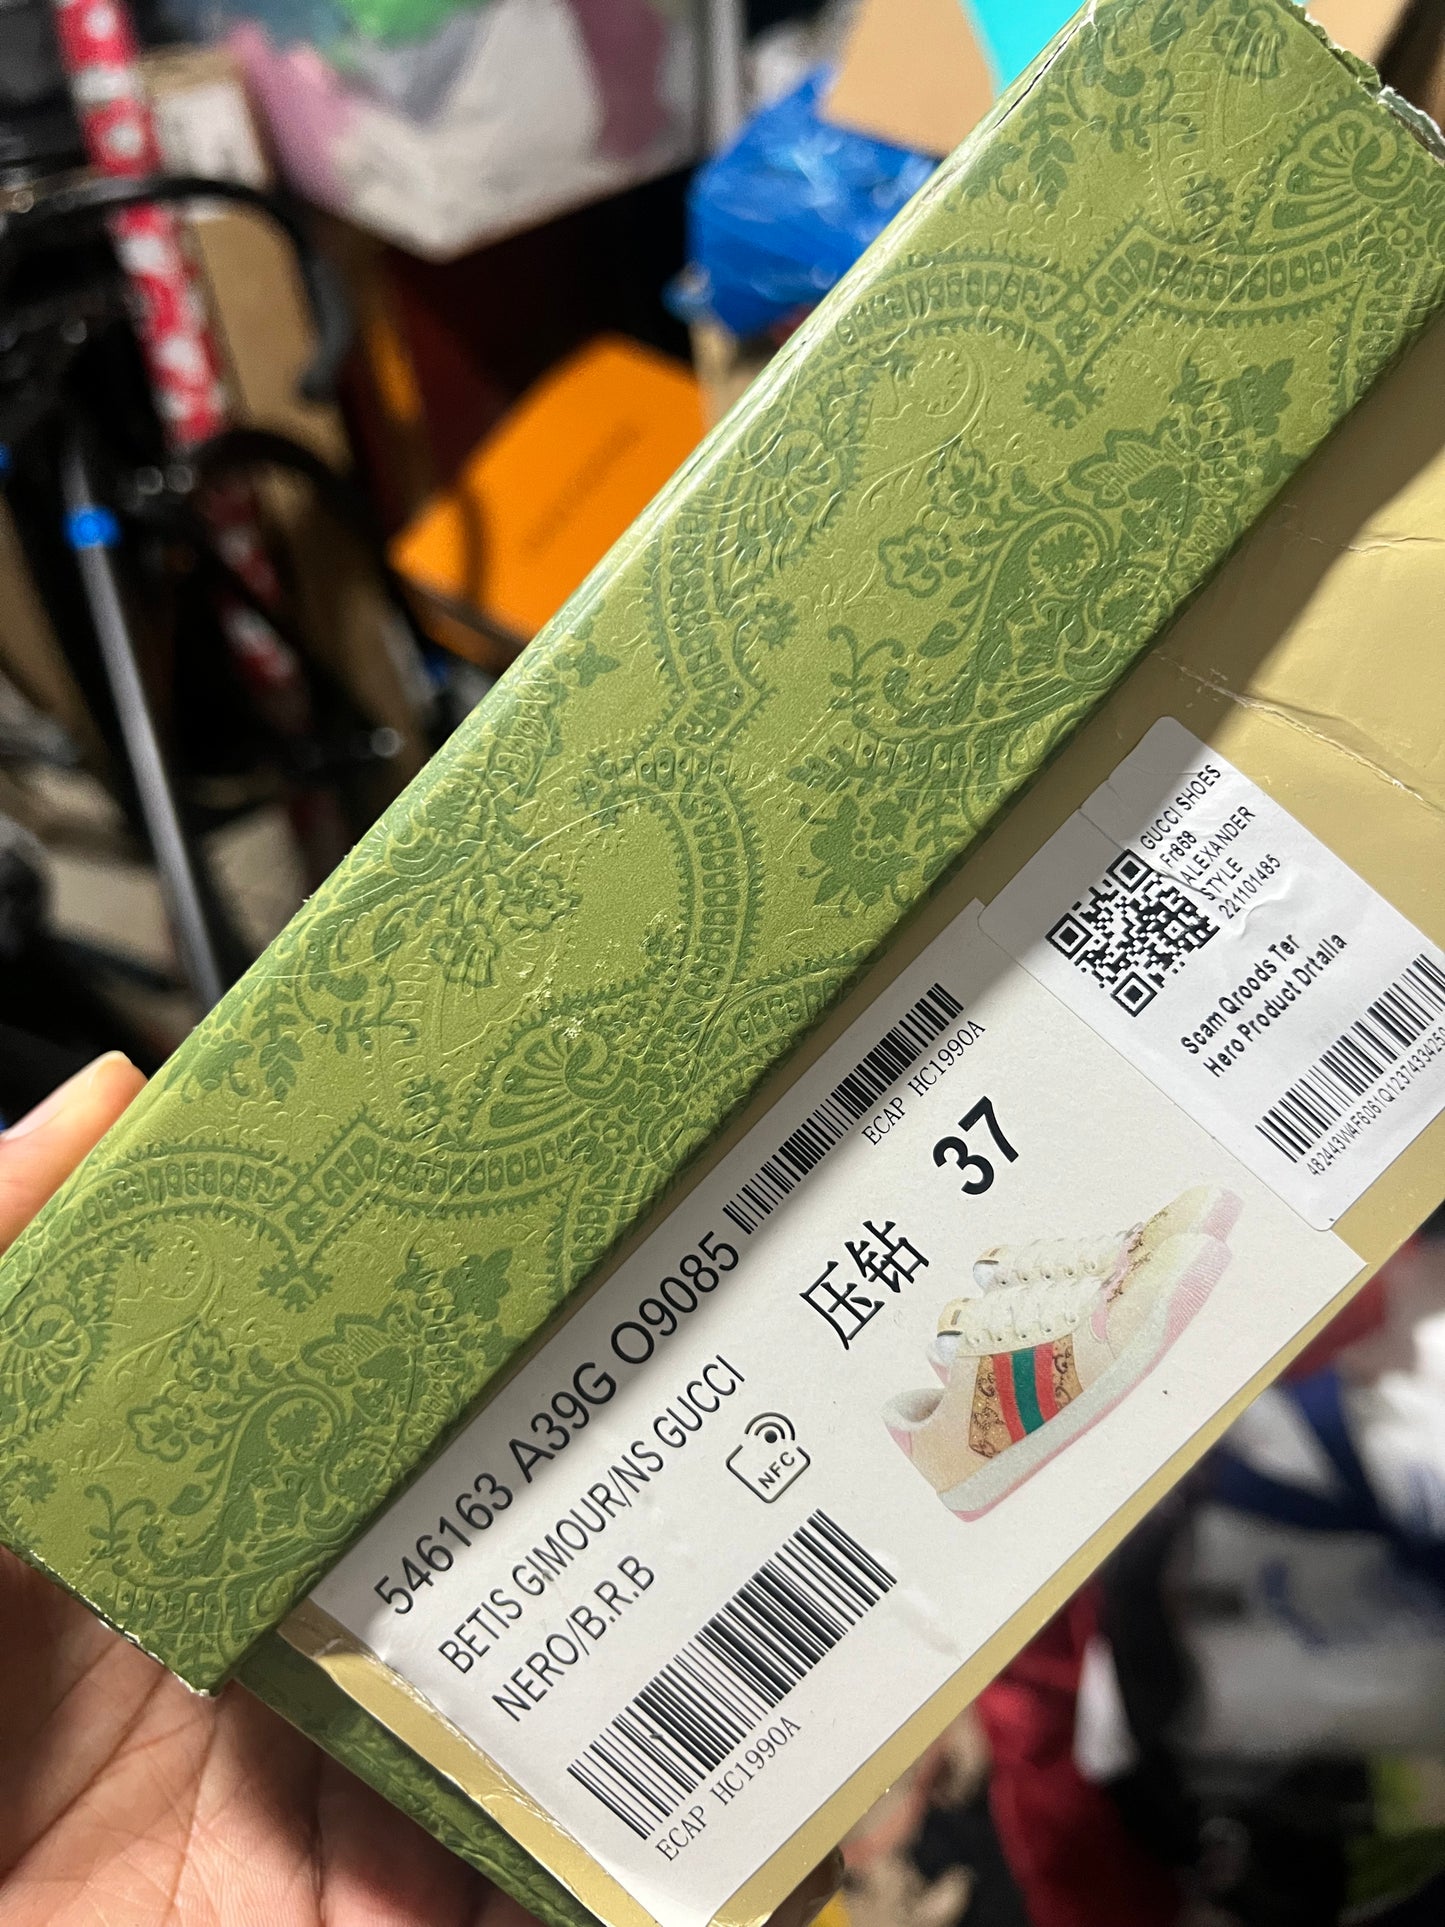 GUCCI SHOES
Fr868
ALEXANDER
STYLE
221101485
Scam Qroods Ter
Hero Product Drtalla
482443W4F6061Q1237433425
ECAP HC1990A
37
压钻
546163 A39G O9085
BETIS GIMOUR/NS GUCCI
NERO/B.R.B
NFC
ECAP HC1990A